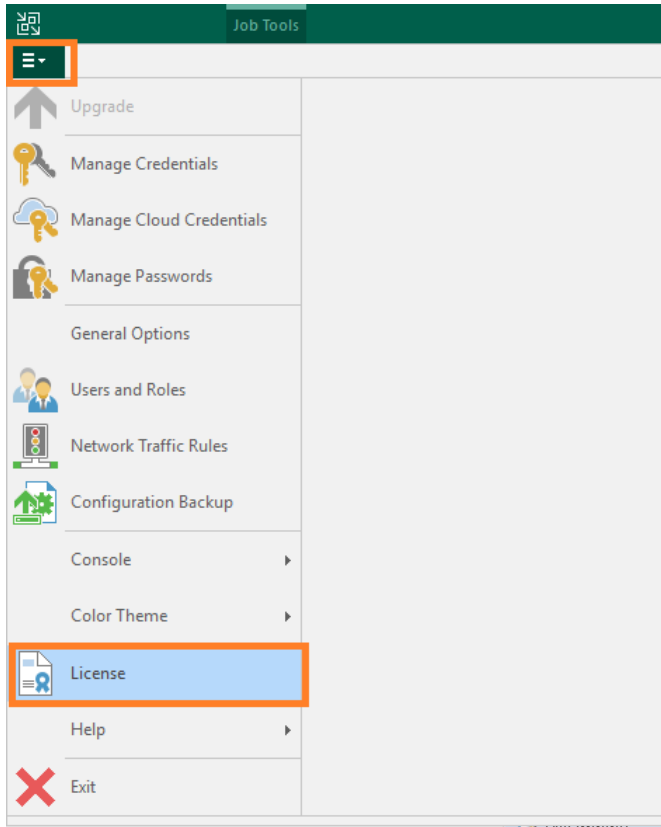 Job Tools
Upgrade
Manage Credentials
Manage Cloud Credentials
Manage Passwords
General Options
Users and Roles
Network Traffic Rules
Configuration Backup
Console
Color Theme
License
Help
Exit